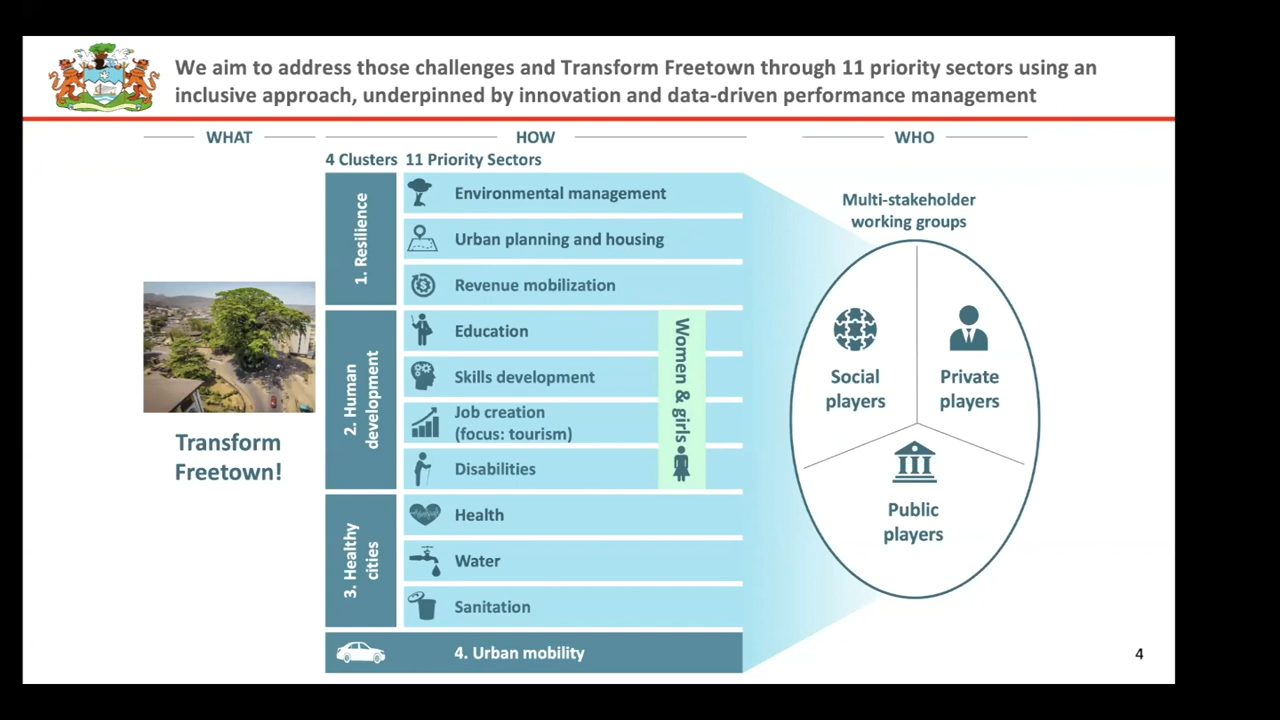 We aim to address those challenges and Transform Freetown through 11 priority sectors using an
inclusive approach, underpinned by innovation and data-driven performance management
WHAT
HOW
WHO
4 Clusters
11 Priority Sectors
1. Resilience
Environmental management
Urban planning and housing
Revenue mobilization
2. Human
development
Education
Skills development
Job creation
(focus: tourism)
Disabilities
Women & girls
3. Healthy
cities
Health
Water
Sanitation
4. Urban mobility
Transform
Freetown!
Multi-stakeholder
working groups
Social
players
Private
players
Public
players
4